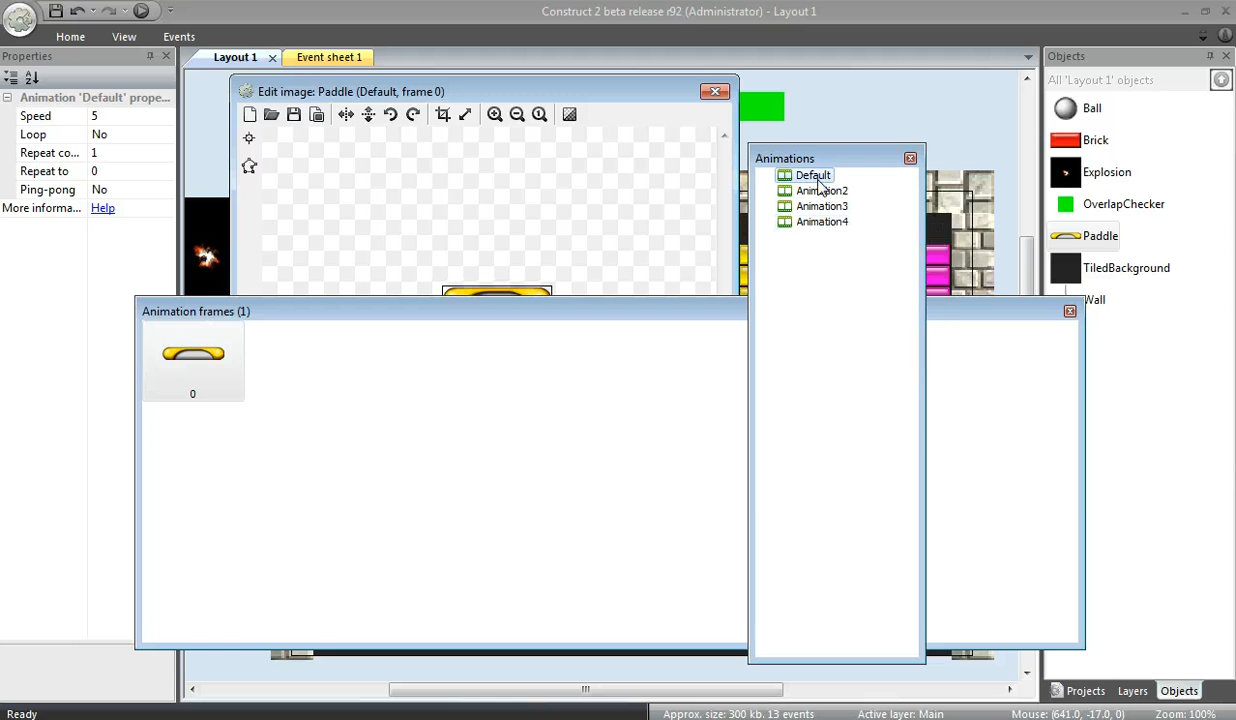 Construct 2 beta release r92 (Administrator) - Layout 1
Home View Events
Properties
Animation 'Default' prope...
Speed 5
Loop No
Repeat co... 1
Repeat to 0
Ping-pong No
More informa... Help
Layout 1 Event sheet 1
Edit image: Paddle (Default, frame 0)
Animation frames (1)
0
Animations
Default
Animation2
Animation3
Animation4
Objects
All 'Layout 1' objects
Ball
Brick
Explosion
OverlapChecker
Paddle
TiledBackground
Wall
Projects Layers Objects
Ready Approx. size: 300 kb. 13 events Active layer: Main Mouse: (641.0, -17.0, 0) Zoom: 100%